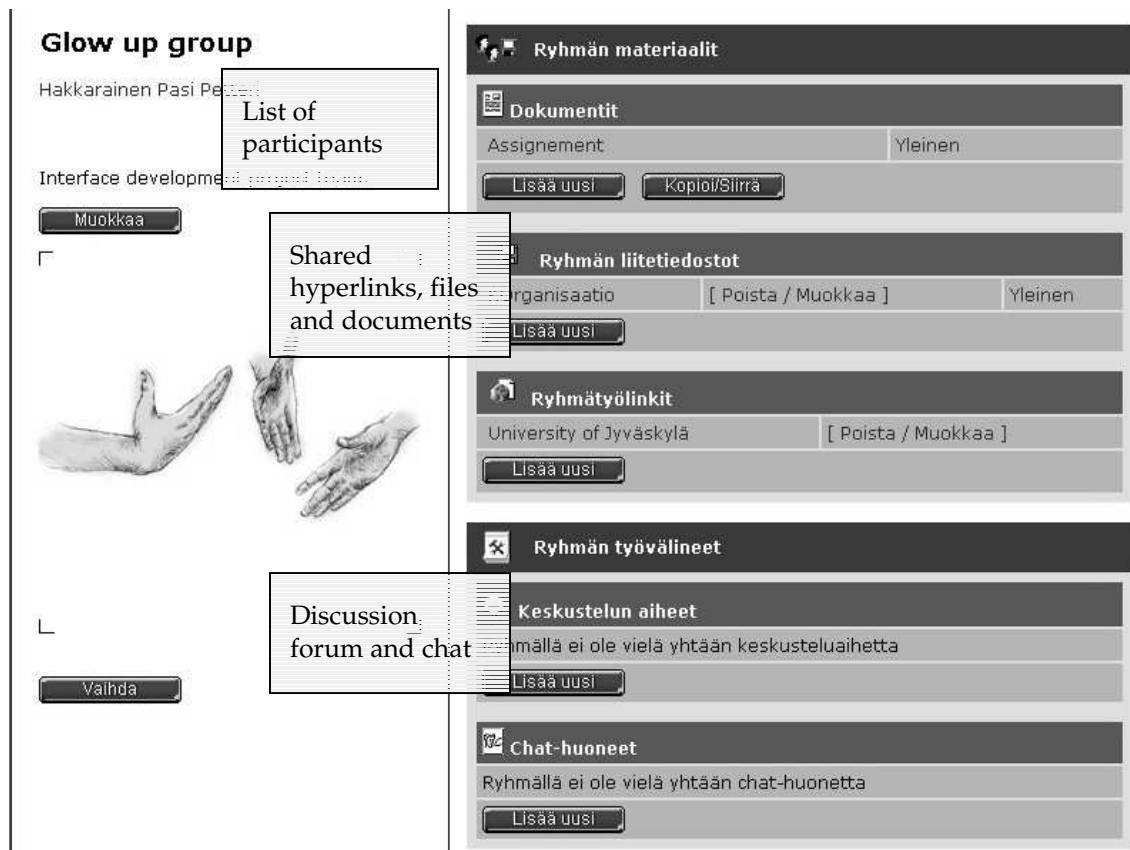 Glow up group
Hakkarainen Pasi
List of
participants
Interface development
Muokkaa
Shared
hyperlinks, files
and documents
Discussion
forum and chat
Vaihda
Ryhmän materiaalit
Dokumentit
Assignement Yleinen
Lisää uusi Kopioi/Siirrä
Ryhmän liitetiedostot
Organisaatio [ Poista / Muokkaa ] Yleinen
Lisää uusi
Ryhmätyölinkit
University of Jyväskylä [ Poista / Muokkaa ]
Lisää uusi
Ryhmän työvälineet
Keskustelun aiheet
Ryhmällä ei ole vielä yhtään keskusteluaihetta
Lisää uusi
Chat-huoneet
Ryhmällä ei ole vielä yhtään chat-huonetta
Lisää uusi